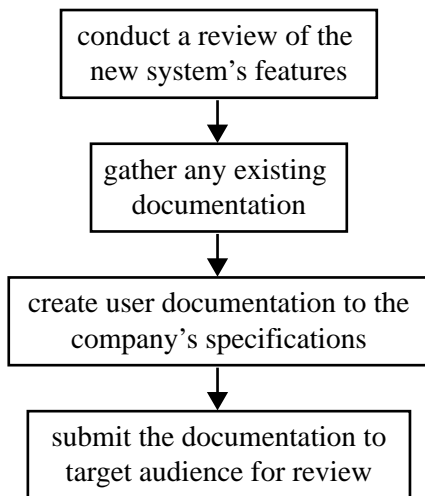 conduct a review of the
new system’s features
gather any existing
documentation
create user documentation to the
company’s specifications
submit the documentation to
target audience for review